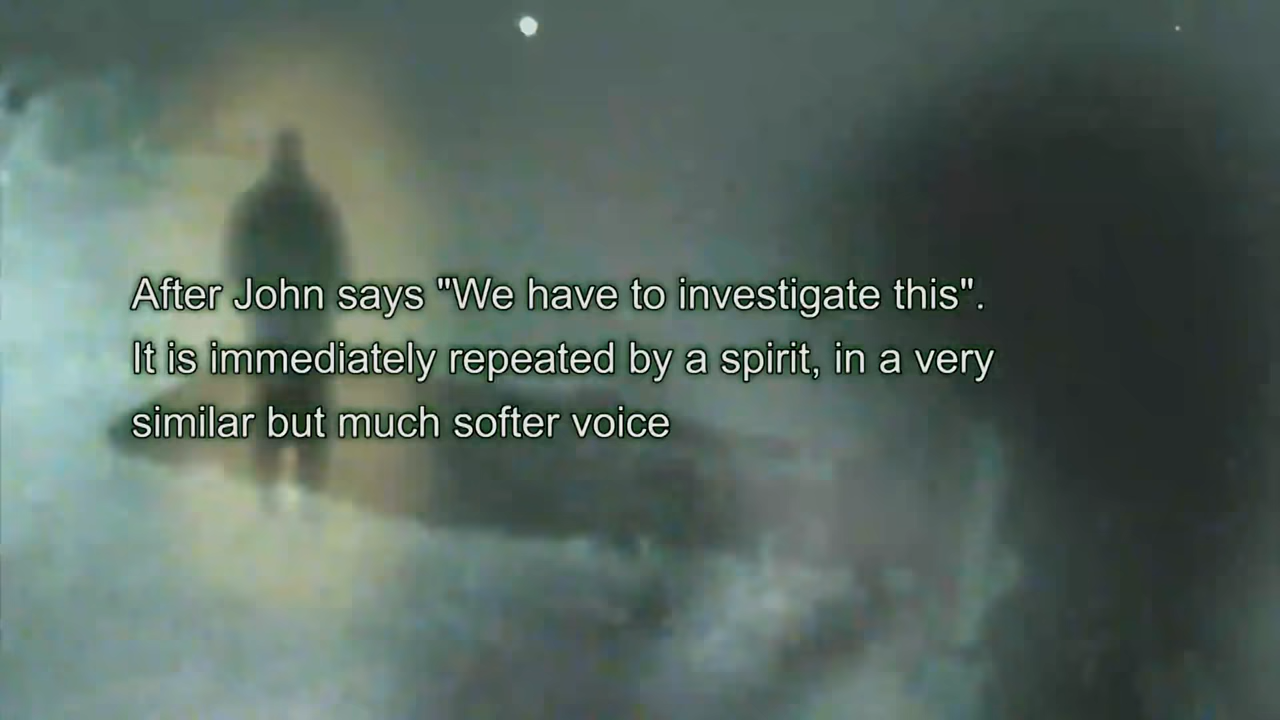 After John says "We have to investigate this".
It is immediately repeated by a spirit, in a very
similar but much softer voice